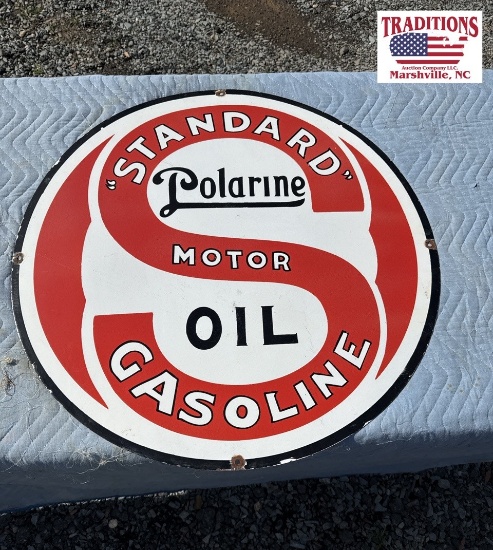 TRADITIONS
Auction Company LLC.
Marshville, NC
"STANDARD"
Polarine
MOTOR
OIL
GASOLINE